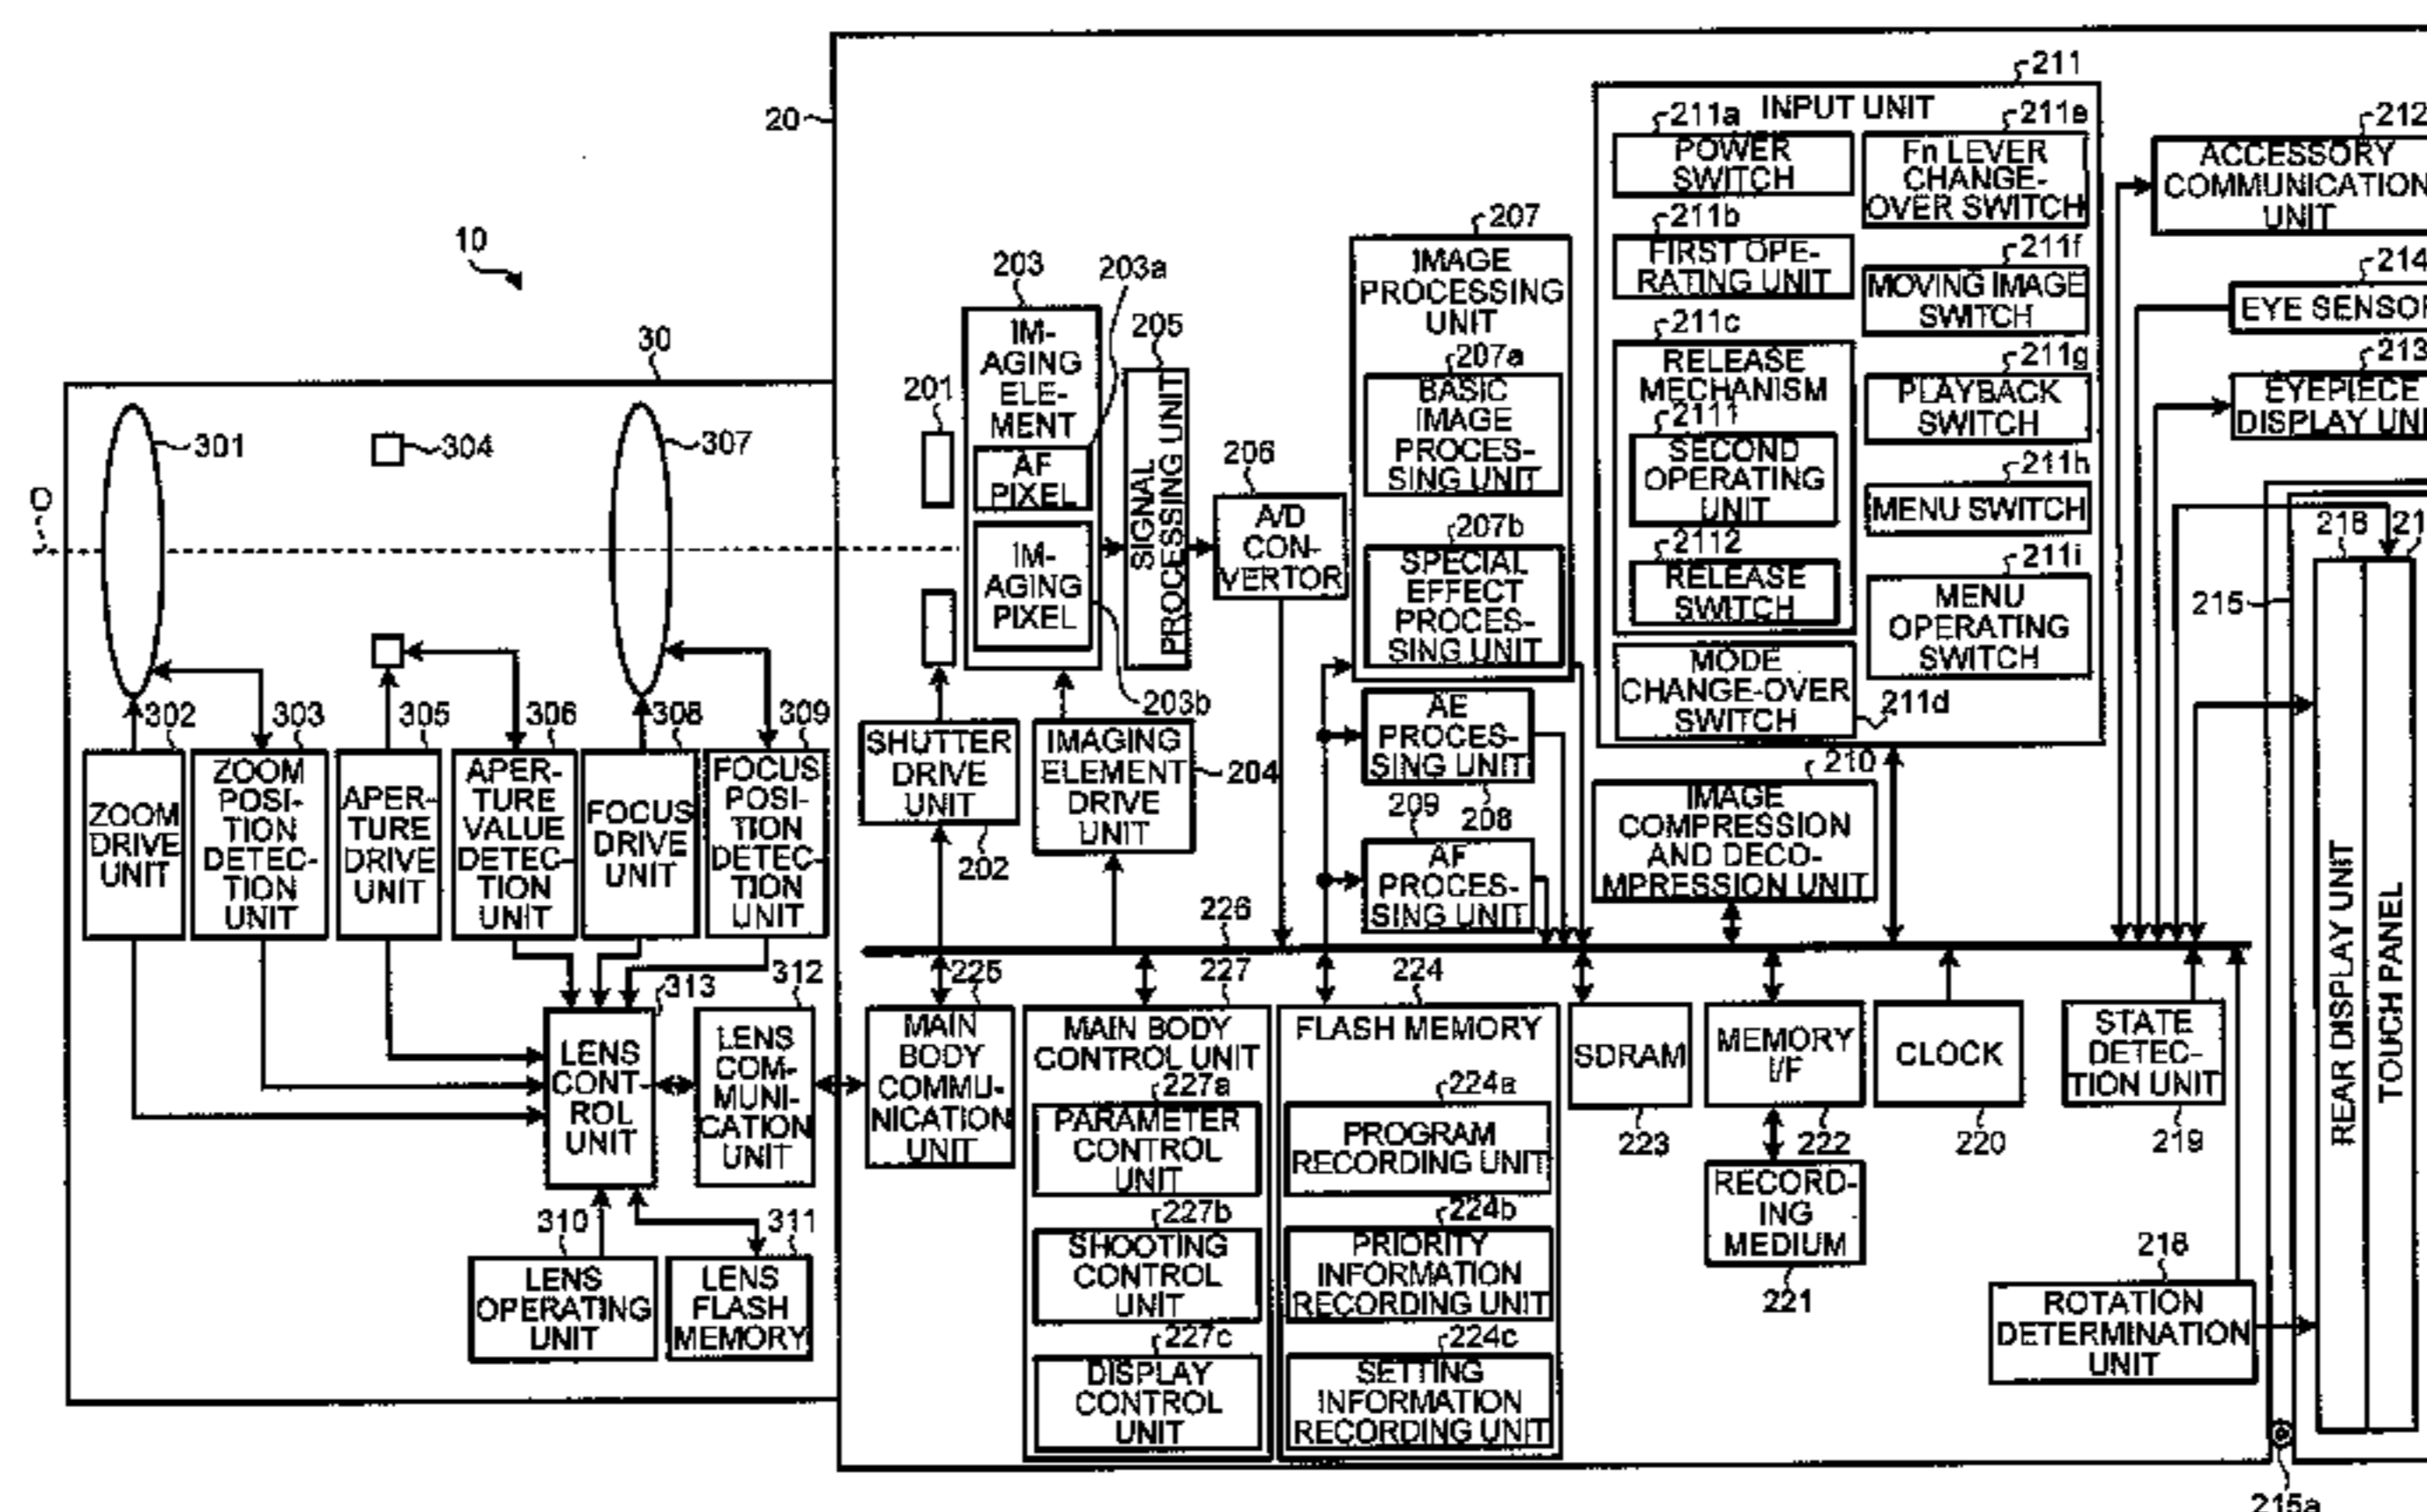 10
20
30
O
301
304
307
302
303
305
306
308
309
ZOOM
DRIVE
UNIT
ZOOM
POSI-
TION
DETEC-
TION
UNIT
APER-
TURE
DRIVE
UNIT
APER-
TURE
VALUE
DETEC-
TION
UNIT
FOCUS
DRIVE
UNIT
FOCUS
POSI-
TION
DETEC-
TION
UNIT
313
312
LENS
CONT-
ROL
UNIT
LENS
COM-
MUNI-
CATION
UNIT
310
311
LENS
OPERATING
UNIT
LENS
FLASH
MEMORY
201
203
203a
IM-
AGING
ELE-
MENT
AF
PIXEL
IM-
AGING
PIXEL
203b
205
SIGNAL
PROCESSING UNIT
206
A/D
CON-
VERTOR
SHUTTER
DRIVE
UNIT
202
IMAGING
ELEMENT
DRIVE
UNIT
204
207
IMAGE
PROCESSING
UNIT
207a
BASIC
IMAGE
PROCES-
SING UNIT
207b
SPECIAL
EFFECT
PROCES-
SING UNIT
AE
PROCES-
SING UNIT
209
208
AF
PROCES-
SING UNIT
211
INPUT UNIT
211a
POWER
SWITCH
211b
FIRST OPE-
RATING UNIT
211c
RELEASE
MECHANISM
2111
SECOND
OPERATING
UNIT
2112
RELEASE
SWITCH
MODE
CHANGE-OVER
SWITCH
211d
211e
Fn LEVER
CHANGE-
OVER SWITCH
211f
MOVING IMAGE
SWITCH
211g
PLAYBACK
SWITCH
211h
MENU SWITCH
211i
MENU
OPERATING
SWITCH
210
IMAGE
COMPRESSION
AND DECO-
MPRESSION UNIT
212
ACCESSORY
COMMUNICATION
UNIT
214
EYE SENSOR
213
EYEPIECE
DISPLAY UNI
215
216
21
REAR DISPLAY UNIT
TOUCH PANEL
226
225
227
224
MAIN
BODY
COMMU-
NICATION
UNIT
MAIN BODY
CONTROL UNIT
227a
PARAMETER
CONTROL
UNIT
227b
SHOOTING
CONTROL
UNIT
227c
DISPLAY
CONTROL
UNIT
FLASH MEMORY
224a
PROGRAM
RECORDING UNIT
224b
PRIORITY
INFORMATION
RECORDING UNIT
224c
SETTING
INFORMATION
RECORDING UNIT
SDRAM
223
MEMORY
I/F
222
RECORD-
ING
MEDIUM
221
CLOCK
220
STATE
DETEC-
TION UNIT
219
218
ROTATION
DETERMINATION
UNIT
215a